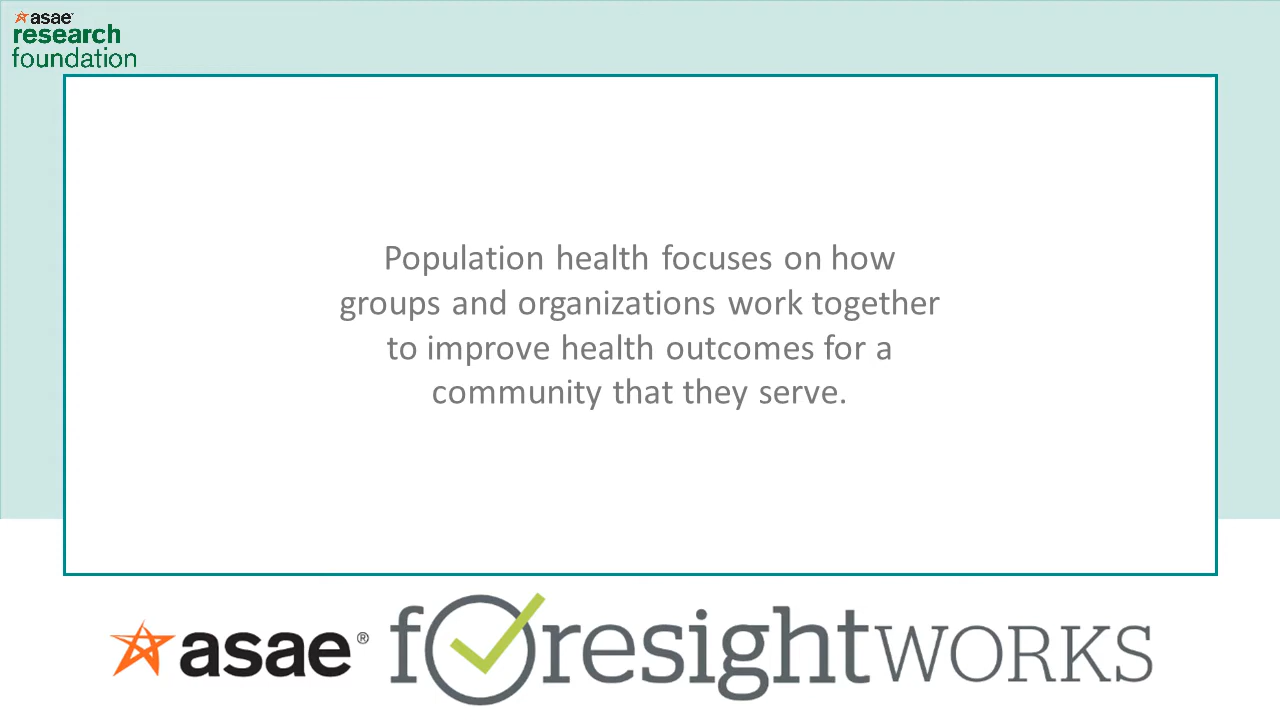 asae
research
foundation
Population health focuses on how
groups and organizations work together
to improve health outcomes for a
community that they serve.
asae® foresightWORKS